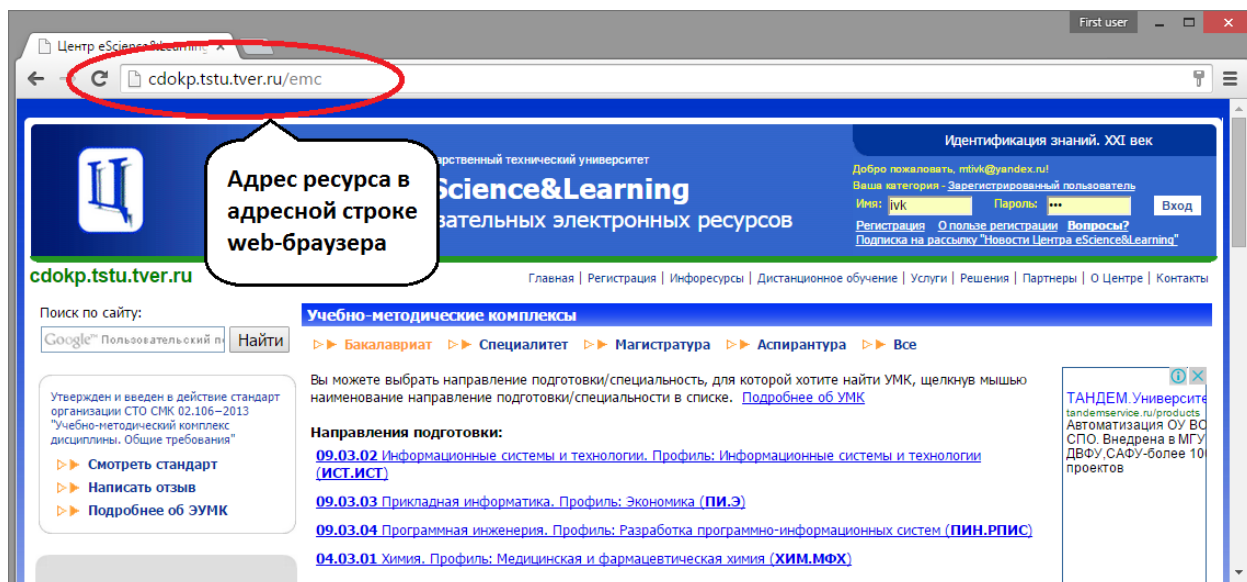 First user
Центр eScience&Learning
cdokp.tstu.tver.ru/emc
Адрес ресурса в
адресной строке
web-браузера
Ц
технический университет
Science&Learning
электронных ресурсов
Идентификация знаний. XXI век
Добро пожаловать, mtivk@yandex.ru!
Ваша категория - Зарегистрированный пользователь
Имя: ivk Пароль: ••• Вход
Регистрация О пользе регистрации Вопросы?
Подписка на рассылку "Новости Центра eScience&Learning"
cdokp.tstu.tver.ru
Главная | Регистрация | Инфоресурсы | Дистанционное обучение | Услуги | Решения | Партнеры | О Центре | Контакты
Поиск по сайту:
Google™ Пользовательский Найти
Утвержден и введен в действие стандарт
организации СТО СМК 02.106–2013
"Учебно-методический комплекс
дисциплины. Общие требования"
Смотреть стандарт
Написать отзыв
Подробнее об ЭУМК
Учебно-методические комплексы
Бакалавриат Специалитет Магистратура Аспирантура Все
Вы можете выбрать направление подготовки/специальность, для которой хотите найти УМК, щелкнув мышью
наименование направление подготовки/специальности в списке. Подробнее об УМК
Направления подготовки:
09.03.02 Информационные системы и технологии. Профиль: Информационные системы и технологии
(ИСТ.ИСТ)
09.03.03 Прикладная информатика. Профиль: Экономика (ПИ.Э)
09.03.04 Программная инженерия. Профиль: Разработка программно-информационных систем (ПИН.РПИС)
04.03.01 Химия. Профиль: Медицинская и фармацевтическая химия (ХИМ.МФХ)
ТАНДЕМ.Университе
tandemservice.ru/products
Автоматизация ОУ ВО
СПО. Внедрена в МГУ
ДВФУ,САФУ-более 10
проектов